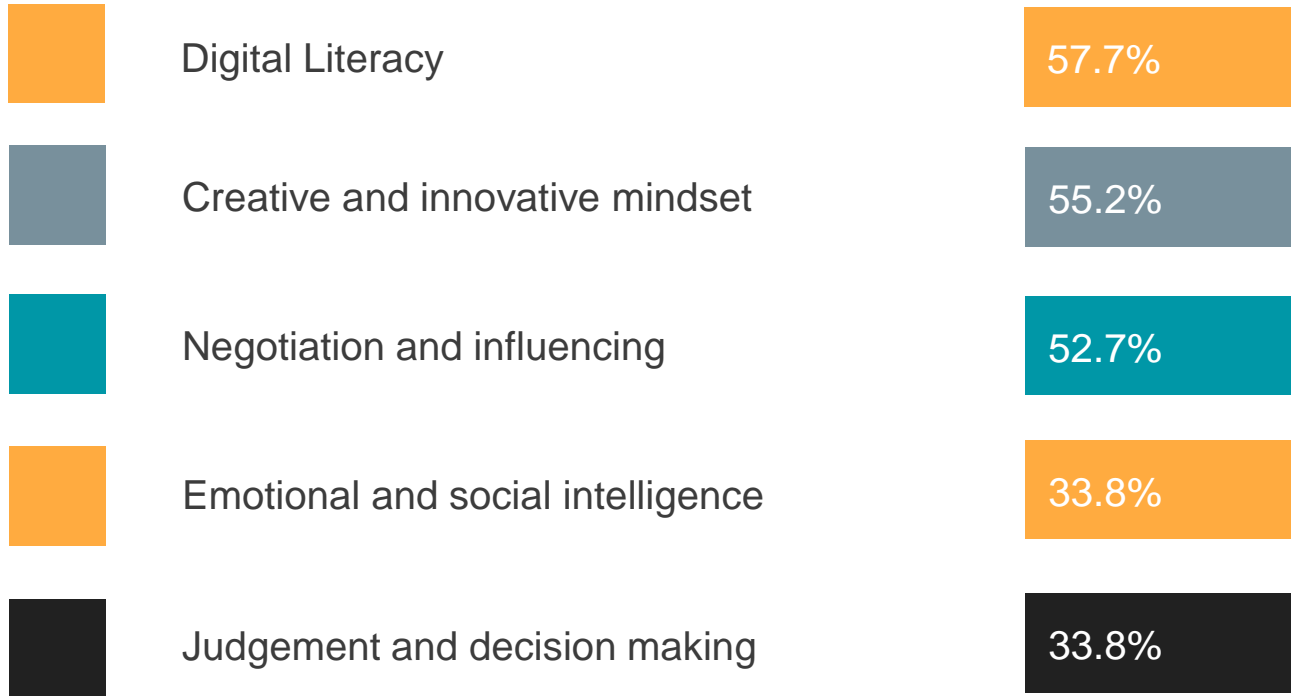 Digital Literacy 57.7%
Creative and innovative mindset 55.2%
Negotiation and influencing 52.7%
Emotional and social intelligence 33.8%
Judgement and decision making 33.8%